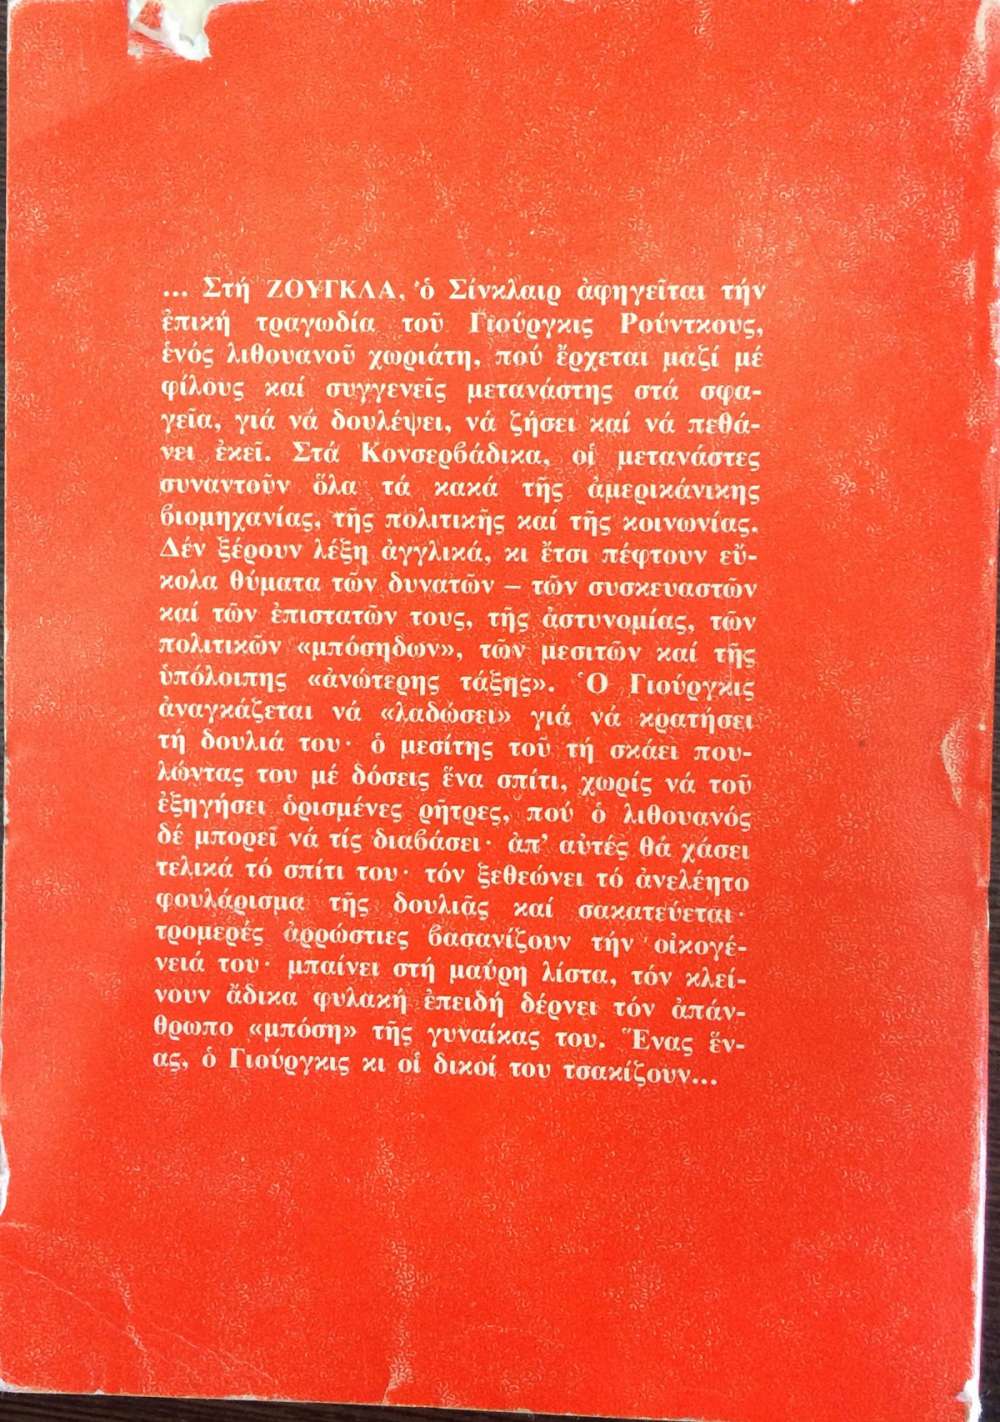 ... Στή ΖΟΥΓΚΛΑ, ὁ Σίνκλαιρ ἀφηγεῖται τήν
ἐπική τραγωδία τοῦ Γιούργκις Ρούντκους,
ἑνός λιθουανοῦ χωριάτη, πού ἔρχεται μαζί μέ
φίλους καί συγγενεῖς μετανάστης στά σφα-
γεῖα, γιά νά δουλέψει, νά ζήσει καί νά πεθά-
νει ἐκεῖ. Στά Κονσερβάδικα, οἱ μετανάστες
συναντοῦν ὅλα τά κακά τῆς ἀμερικάνικης
βιομηχανίας, τῆς πολιτικῆς καί τῆς κοινωνίας.
Δέν ξέρουν λέξη ἀγγλικά, κι ἔτσι πέφτουν εὔ-
κολα θύματα τῶν δυνατῶν – τῶν συσκευαστῶν
καί τῶν ἐπιστατῶν τους, τῆς ἀστυνομίας, τῶν
πολιτικῶν «μπόσηδων», τῶν μεσιτῶν καί τῆς
ὑπόλοιπης «ἀνώτερης τάξης». Ὁ Γιούργκις
ἀναγκάζεται νά «λαδώσει» γιά νά κρατήσει
τή δουλιά του· ὁ μεσίτης τοῦ τή σκάει που-
λώντας του μέ δόσεις ἕνα σπίτι, χωρίς νά τοῦ
ἐξηγήσει ὁρισμένες ρῆτρες, πού ὁ λιθουανός
δέ μπορεῖ νά τίς διαβάσει· ἀπ' αὐτές θά χάσει
τελικά τό σπίτι του· τόν ξεθεώνει τό ἀνελέητο
φουλάρισμα τῆς δουλιᾶς καί σακατεύεται·
τρομερές ἀρρώστιες βασανίζουν τήν οἰκογέ-
νειά του· μπαίνει στή μαύρη λίστα, τόν κλεί-
νουν ἄδικα φυλακή ἐπειδή δέρνει τόν ἀπάν-
θρωπο «μπόση» τῆς γυναίκας του. Ἕνας ἕν-
ας, ὁ Γιούργκις κι οἱ δικοί του τσακίζουν...